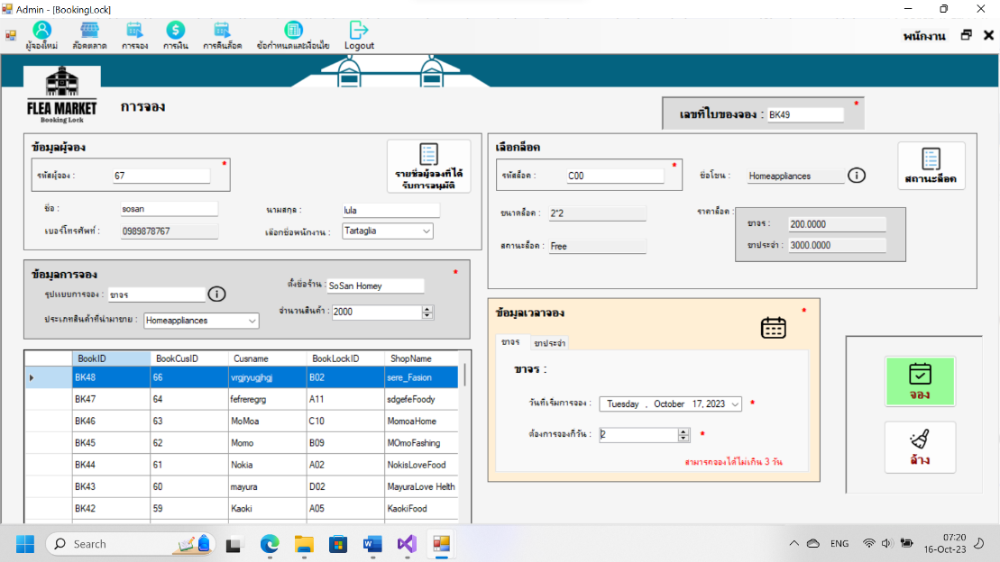 Admin - [BookingLock]
ผู้จองใหม่
ล๊อคตลาด
การจอง
การเงิน
การคืนล็อค
ข้อกำหนดและเงื่อนไข
Logout
พนักงาน
FLEA MARKET
Booking Lock
การจอง
เลขที่ใบของจอง : BK49 *
ข้อมูลผู้จอง
รหัสผู้จอง : 67 *
รายชื่อผู้จองที่ได้
รับการอนุมัติ
ชื่อ : sosan
นามสกุล : lula
เบอร์โทรศัพท์ : 0989878767
เลือกชื่อพนักงาน : Tartaglia
เลือกล็อค
รหัสล็อค : C00 *
ชื่อโซน : Homeappliances
สถานะล็อค
ขนาดล็อค : 2*2
ราคาล็อค :
ขาจร : 200.0000
ขาประจำ : 3000.0000
สถานะล็อค : Free
ข้อมูลการจอง *
รูปแบบการจอง : ขาจร
ตั้งชื่อร้าน : SoSan Homey
ประเภทสินค้าที่นำมาขาย : Homeappliances
จำนวนสินค้า : 2000
ข้อมูลเวลาจอง *
ขาจร ขาประจำ
ขาจร :
วันที่เริ่มการจอง : Tuesday , October 17, 2023 *
ต้องการจองกี่วัน : 2 *
สามารถจองได้ไม่เกิน 3 วัน
จอง
ล้าง
BookID BookCusID Cusname BookLockID ShopName
BK48 66 vrgjryugjhgj B02 sere_Fasion
BK47 64 fefreregrg A11 sdgefeFoody
BK46 63 MoMoa C10 MomoaHome
BK45 62 Momo B09 MOmoFashing
BK44 61 Nokia A02 NokisLoveFood
BK43 60 mayura D02 MayuraLove Helth
BK42 59 Kaoki A05 KaokiFood
Search
ENG
07:20
16-Oct-23